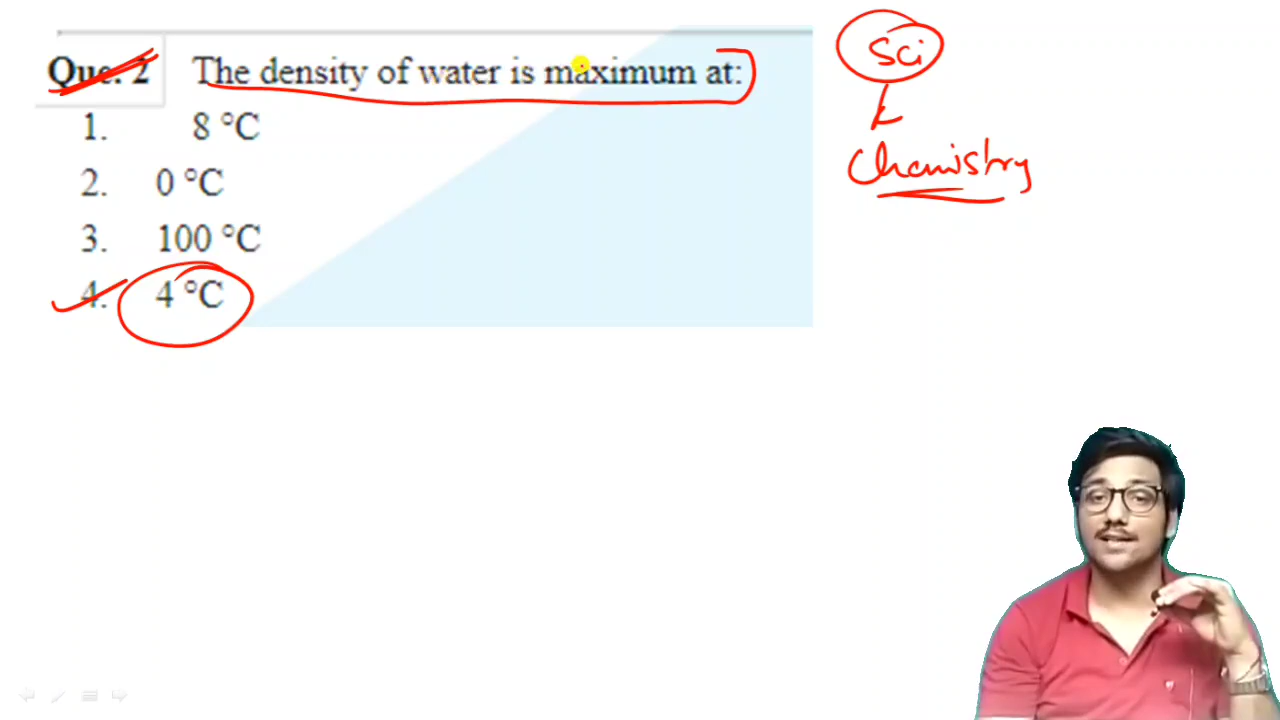 Que. 2 The density of water is maximum at:
1. 8 °C
2. 0 °C
3. 100 °C
4. 4 °C
Sci
Chemistry